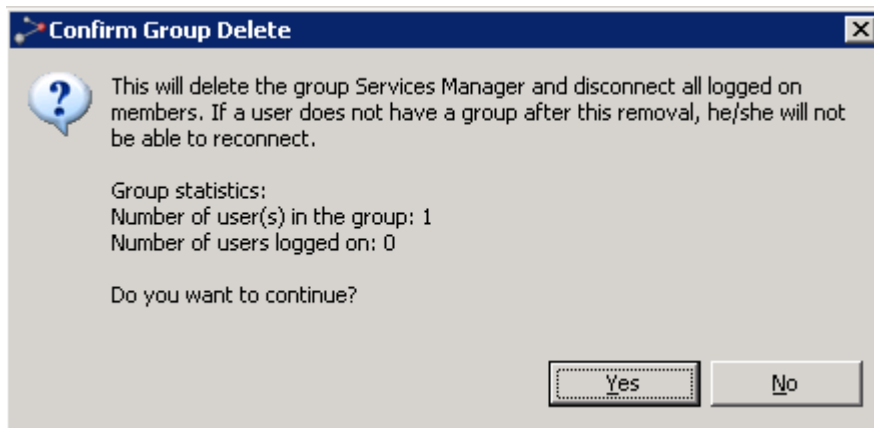 Confirm Group Delete
This will delete the group Services Manager and disconnect all logged on
members. If a user does not have a group after this removal, he/she will not
be able to reconnect.
Group statistics:
Number of user(s) in the group: 1
Number of users logged on: 0
Do you want to continue?
Yes No